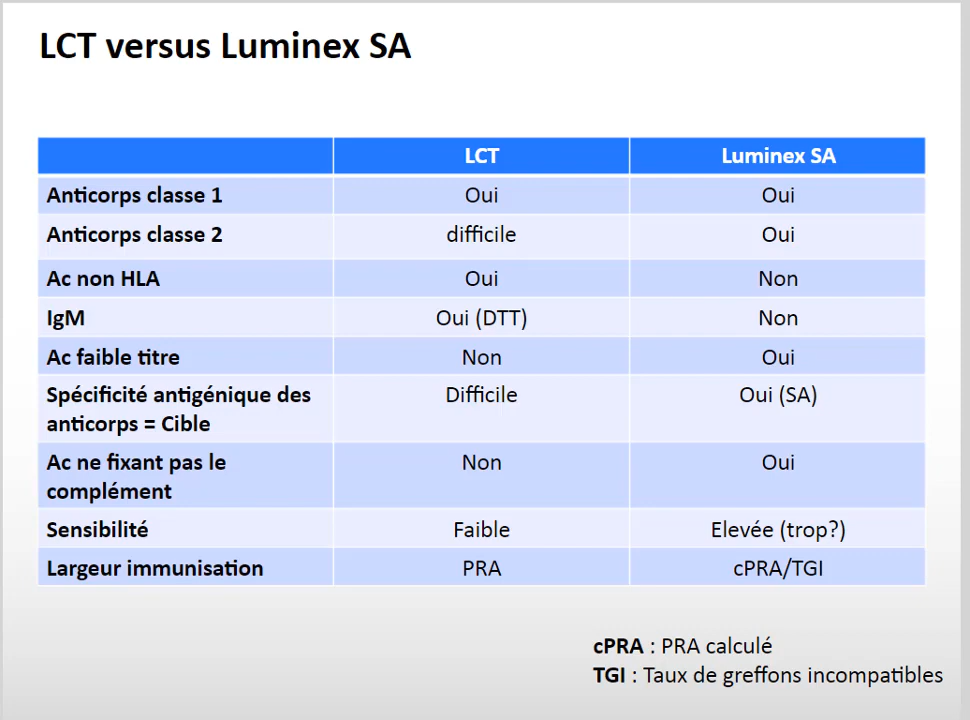 LCT versus Luminex SA
LCT Luminex SA
Anticorps classe 1 Oui Oui
Anticorps classe 2 difficile Oui
Ac non HLA Oui Non
IgM Oui (DTT) Non
Ac faible titre Non Oui
Spécificité antigénique des Difficile Oui (SA)
anticorps = Cible
Ac ne fixant pas le Non Oui
complément
Sensibilité Faible Elevée (trop?)
Largeur immunisation PRA cPRA/TGI
cPRA : PRA calculé
TGI : Taux de greffons incompatibles